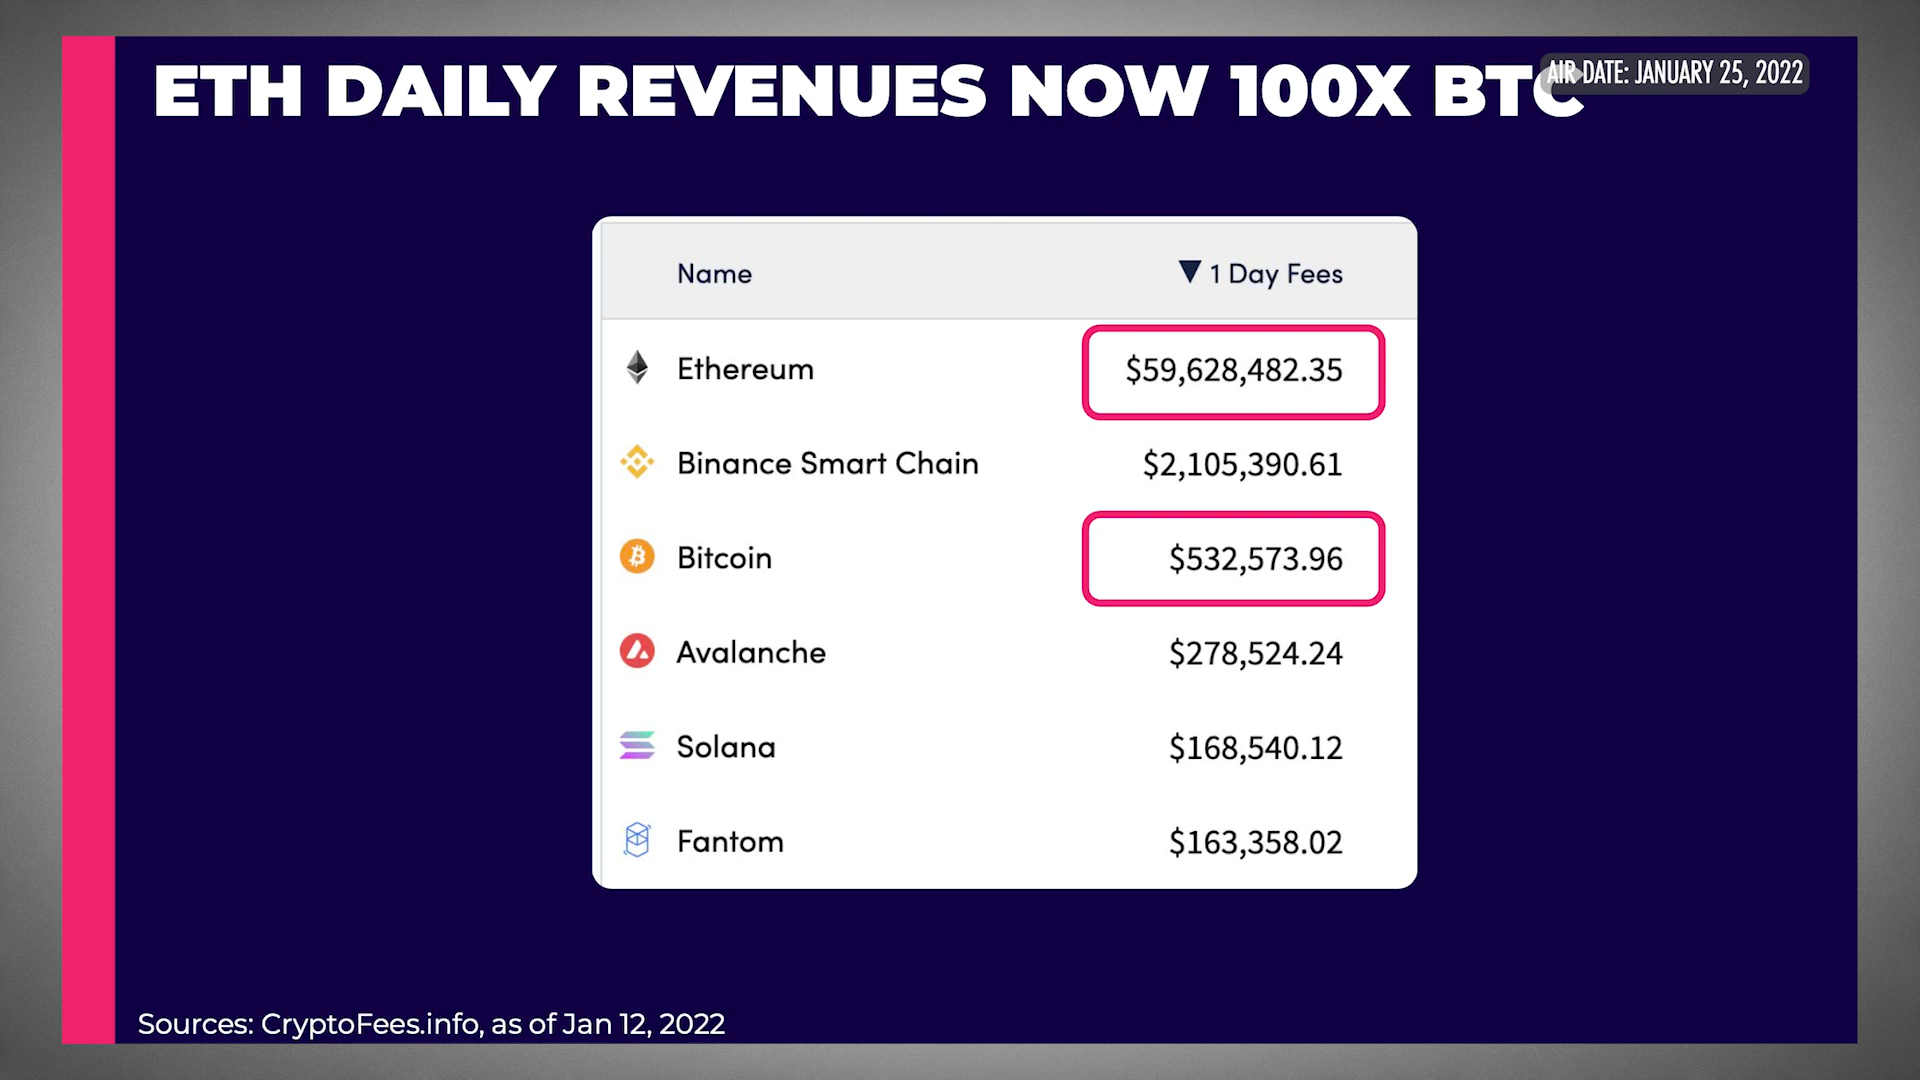 ETH DAILY REVENUES NOW 100X BTC
AIR DATE: JANUARY 25, 2022
Name ▼ 1 Day Fees
Ethereum $59,628,482.35
Binance Smart Chain $2,105,390.61
Bitcoin $532,573.96
Avalanche $278,524.24
Solana $168,540.12
Fantom $163,358.02
Sources: CryptoFees.info, as of Jan 12, 2022